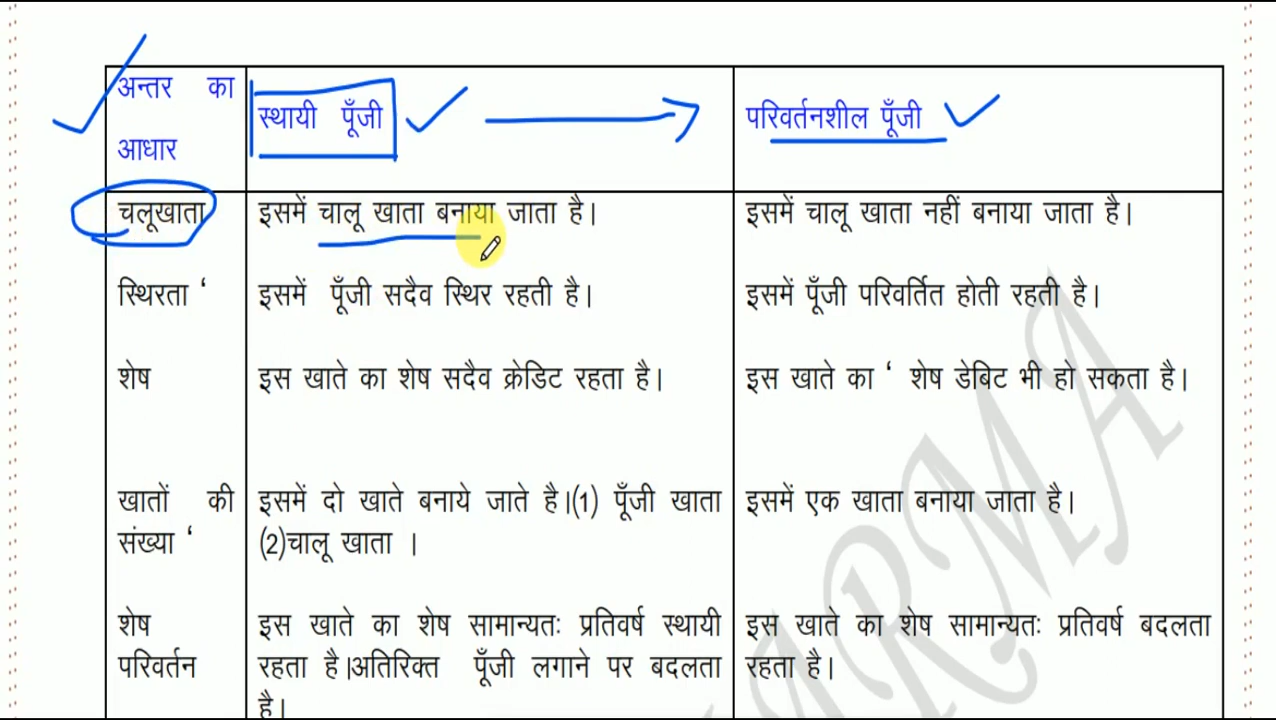 अन्तर का आधार
स्थायी पूँजी
परिवर्तनशील पूँजी
चलूखाता
इसमें चालू खाता बनाया जाता है।
इसमें चालू खाता नहीं बनाया जाता है।
स्थिरता ‘
इसमें पूँजी सदैव स्थिर रहती है।
इसमें पूँजी परिवर्तित होती रहती है।
शेष
इस खाते का शेष सदैव क्रेडिट रहता है।
इस खाते का ‘ शेष डेबिट भी हो सकता है।
खातों की
संख्या ‘
इसमें दो खाते बनाये जाते है।(1) पूँजी खाता
(2)चालू खाता ।
इसमें एक खाता बनाया जाता है।
शेष
परिवर्तन
इस खाते का शेष सामान्यतः प्रतिवर्ष स्थायी
रहता है।अतिरिक्त पूँजी लगाने पर बदलता
है।
इस खाते का शेष सामान्यतः प्रतिवर्ष बदलता
रहता है।